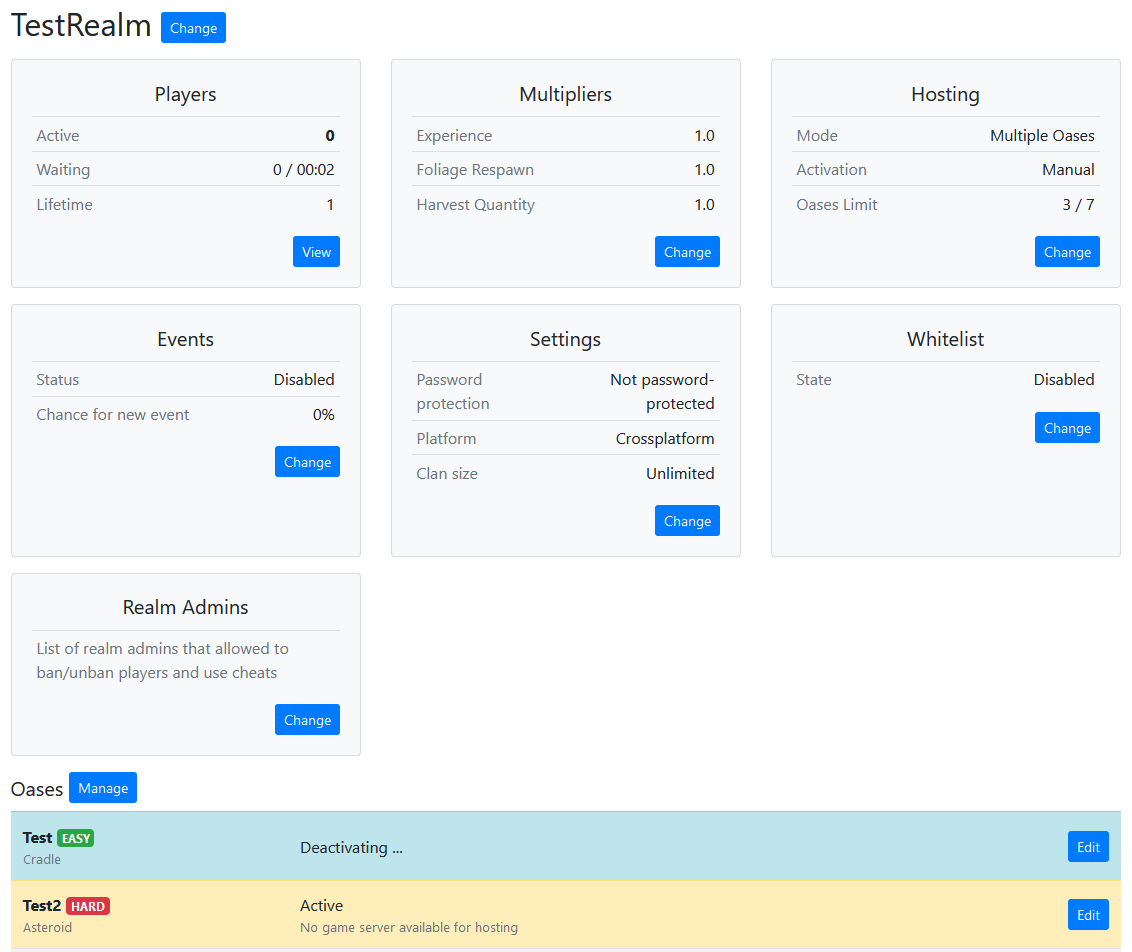 TestRealm Change
Players
Active 0
Waiting 0 / 00:02
Lifetime 1
View
Multipliers
Experience 1.0
Foliage Respawn 1.0
Harvest Quantity 1.0
Change
Hosting
Mode Multiple Oases
Activation Manual
Oases Limit 3 / 7
Change
Events
Status Disabled
Chance for new event 0%
Change
Settings
Password Not password-
protection protected
Platform Crossplatform
Clan size Unlimited
Change
Whitelist
State Disabled
Change
Realm Admins
List of realm admins that allowed to
ban/unban players and use cheats
Change
Oases Manage
Test EASY
Cradle
Deactivating ...
Edit
Test2 HARD
Asteroid
Active
No game server available for hosting
Edit